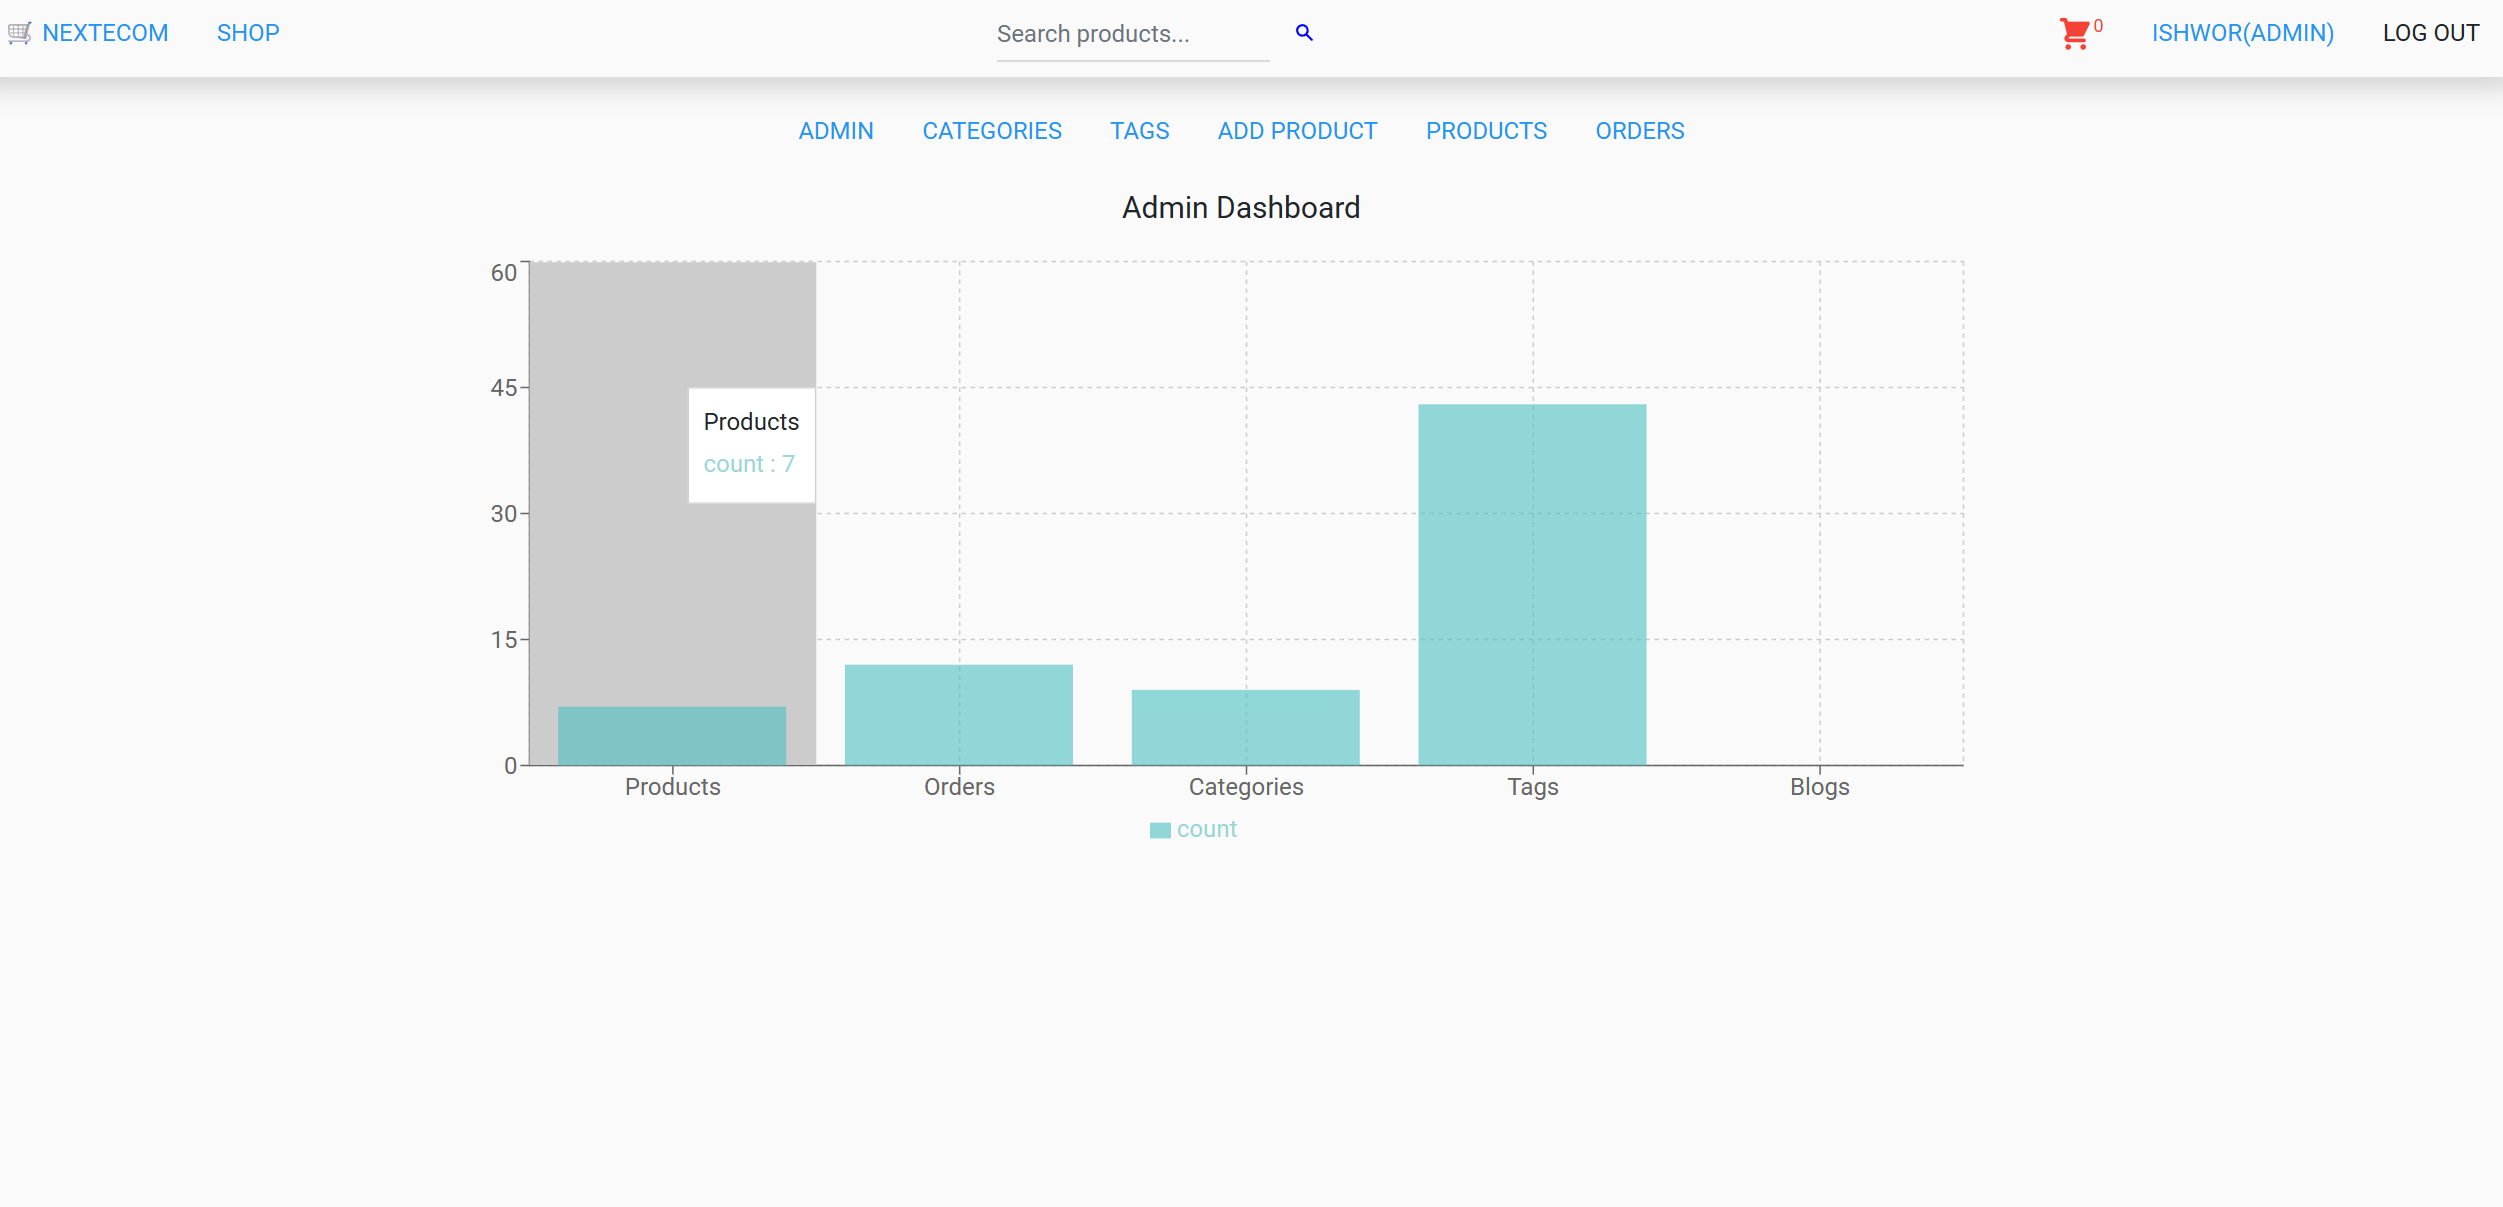 NEXTECOM SHOP Search products... 0 ISHWOR(ADMIN) LOG OUT
ADMIN CATEGORIES TAGS ADD PRODUCT PRODUCTS ORDERS
Admin Dashboard
60
45
Products
count : 7
30
15
0
Products Orders Categories Tags Blogs
count